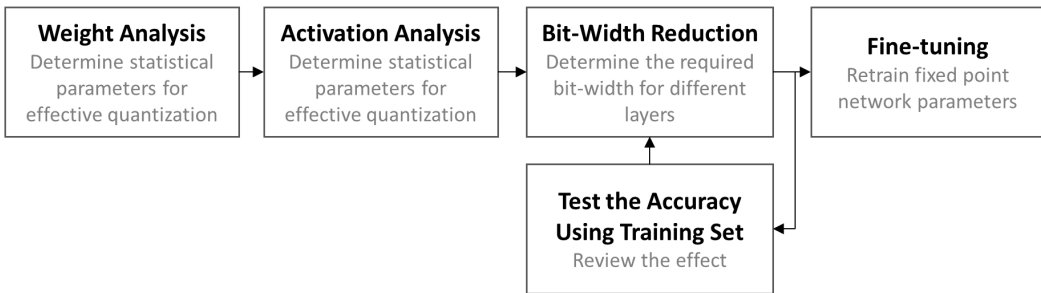 Weight Analysis
Determine statistical
parameters for
effective quantization
Activation Analysis
Determine statistical
parameters for
effective quantization
Bit-Width Reduction
Determine the required
bit-width for different
layers
Fine-tuning
Retrain fixed point
network parameters
Test the Accuracy
Using Training Set
Review the effect